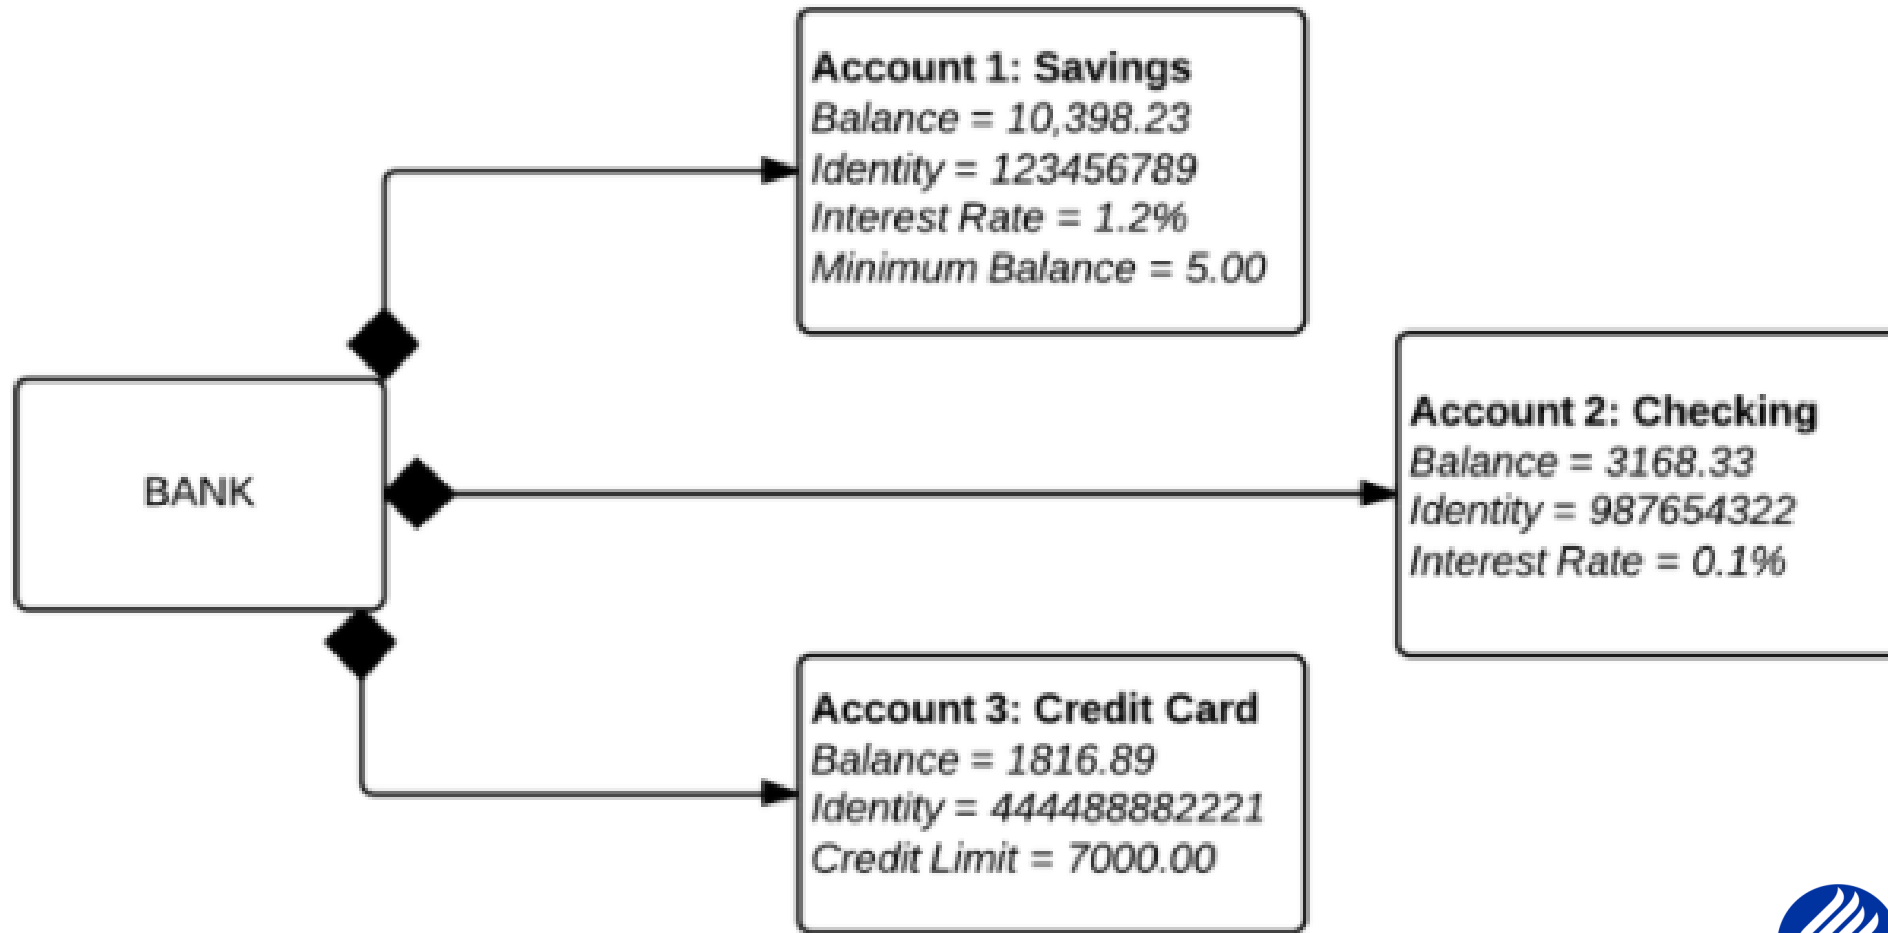 Account 1: Savings
Balance = 10,398.23
Identity = 123456789
Interest Rate = 1.2%
Minimum Balance = 5.00
BANK
Account 2: Checking
Balance = 3168.33
Identity = 987654322
Interest Rate = 0.1%
Account 3: Credit Card
Balance = 1816.89
Identity = 444488882221
Credit Limit = 7000.00